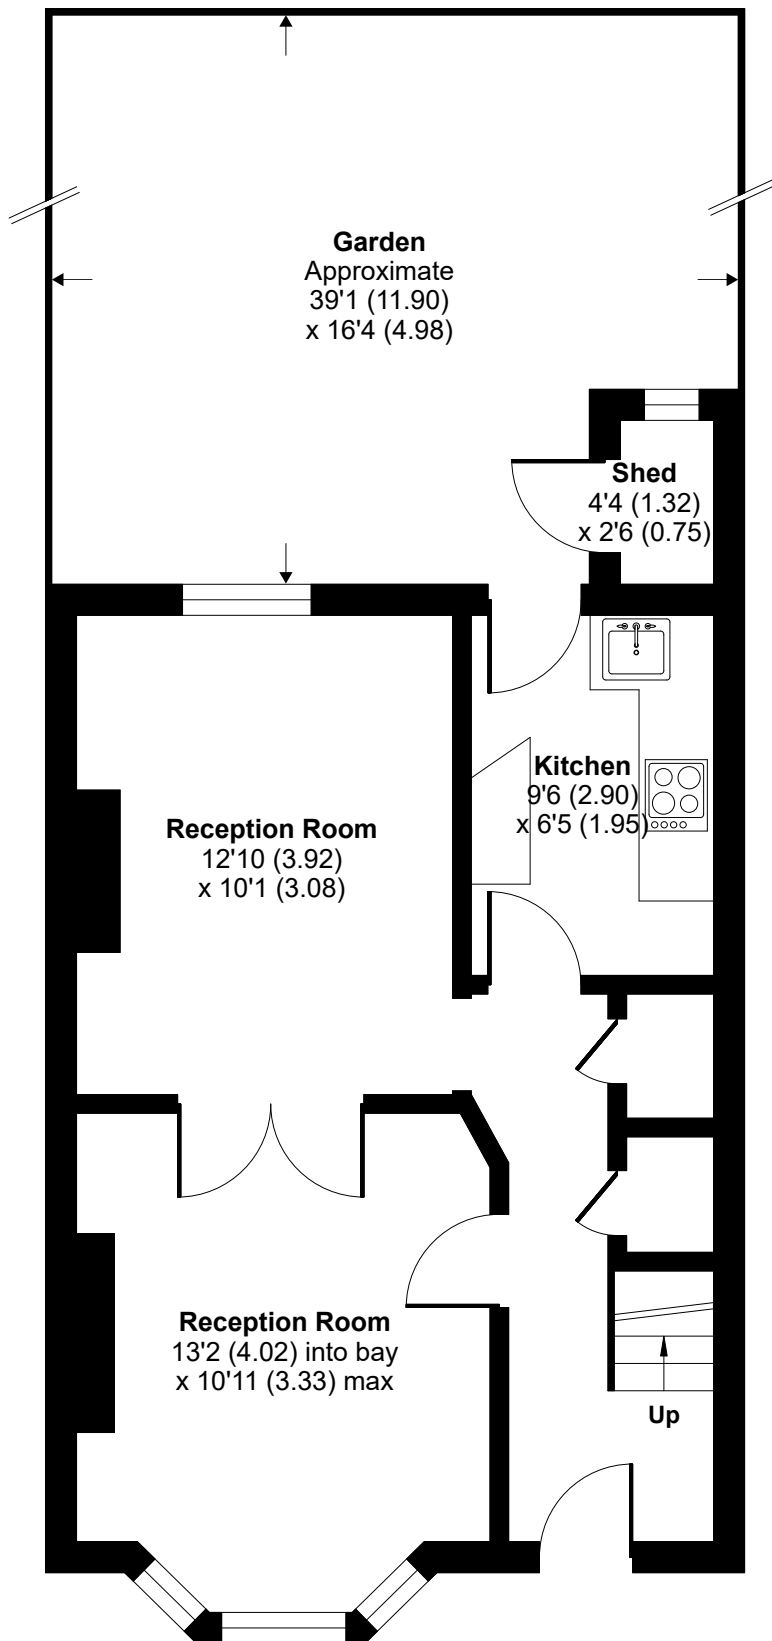 Garden
Approximate
39'1 (11.90)
x 16'4 (4.98)
Shed
4'4 (1.32)
x 2'6 (0.75)
Kitchen
9'6 (2.90)
x 6'5 (1.95)
Reception Room
12'10 (3.92)
x 10'1 (3.08)
Reception Room
13'2 (4.02) into bay
x 10'11 (3.33) max
Up